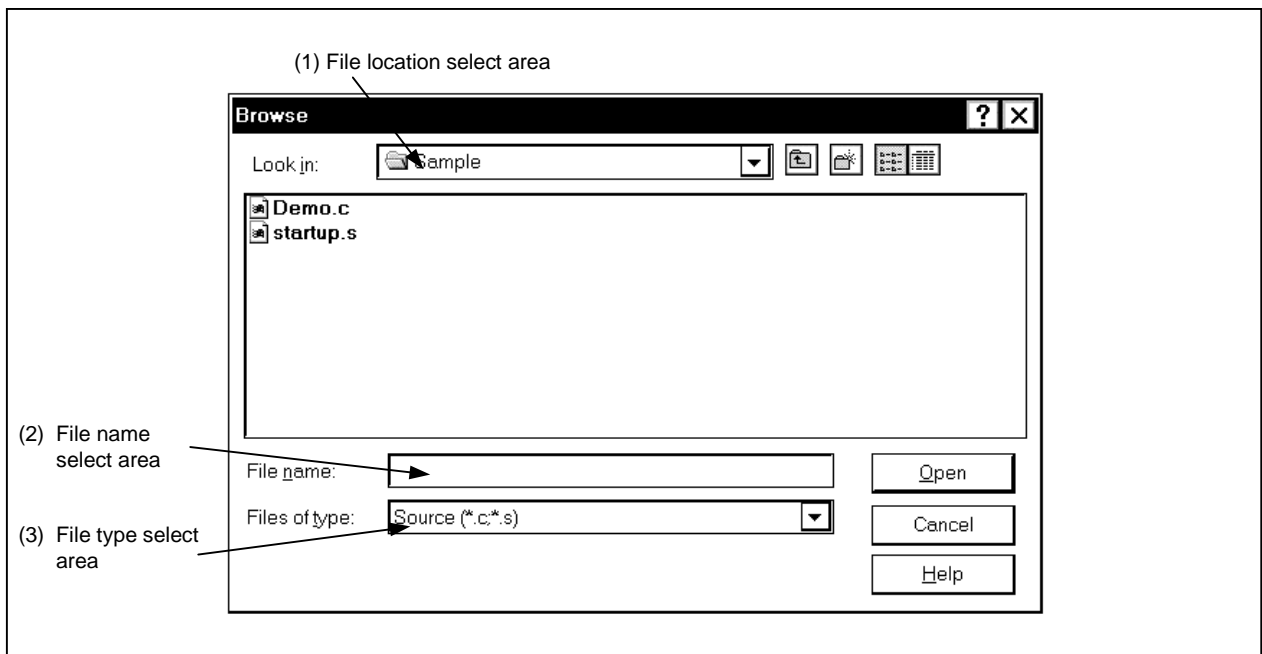 (1) File location select area
Browse
Look in:
Sample
Demo.c
startup.s
(2) File name
select area
File name:
Open
Files of type:
Source (*.c;*.s)
Cancel
(3) File type select
area
Help